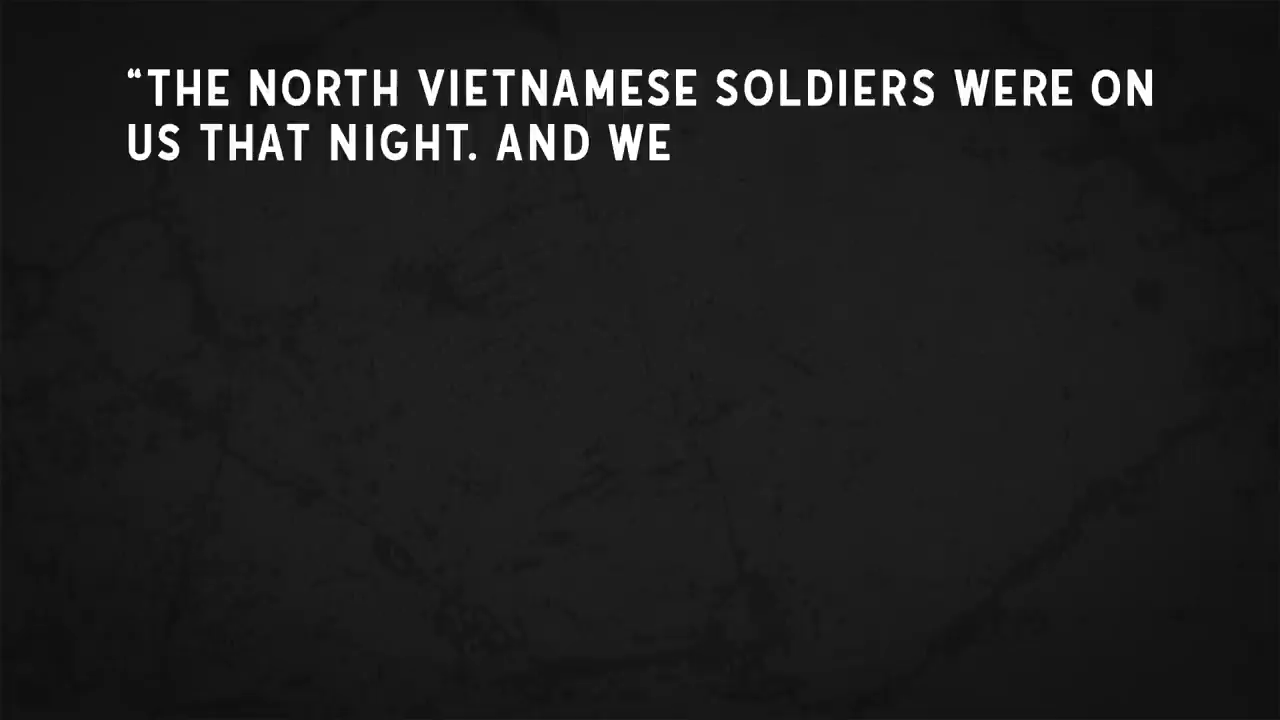 “THE NORTH VIETNAMESE SOLDIERS WERE ON
US THAT NIGHT. AND WE